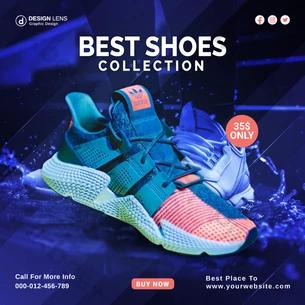 DESIGN LENS
Graphic Design
BEST SHOES
COLLECTION
35$
ONLY
Call For More Info
000-012-456-789
BUY NOW
Best Place To
www.yourwebsite.com